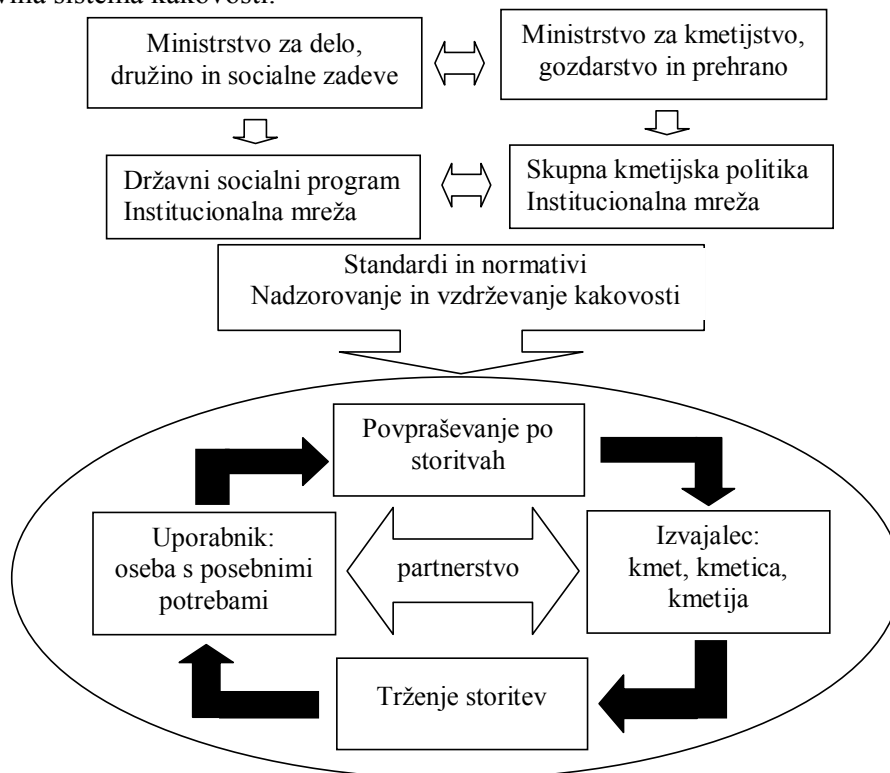 sistema kakovosti.
Ministrstvo za delo,
družino in socialne zadeve
Ministrstvo za kmetijstvo,
gozdarstvo in prehrano
Državni socialni program
Institucionalna mreža
Skupna kmetijska politika
Institucionalna mreža
Standardi in normativi
Nadzorovanje in vzdrževanje kakovosti
Povpraševanje po
storitvah
Uporabnik:
oseba s posebnimi
potrebami
partnerstvo
Izvajalec:
kmet, kmetica,
kmetija
Trženje storitev